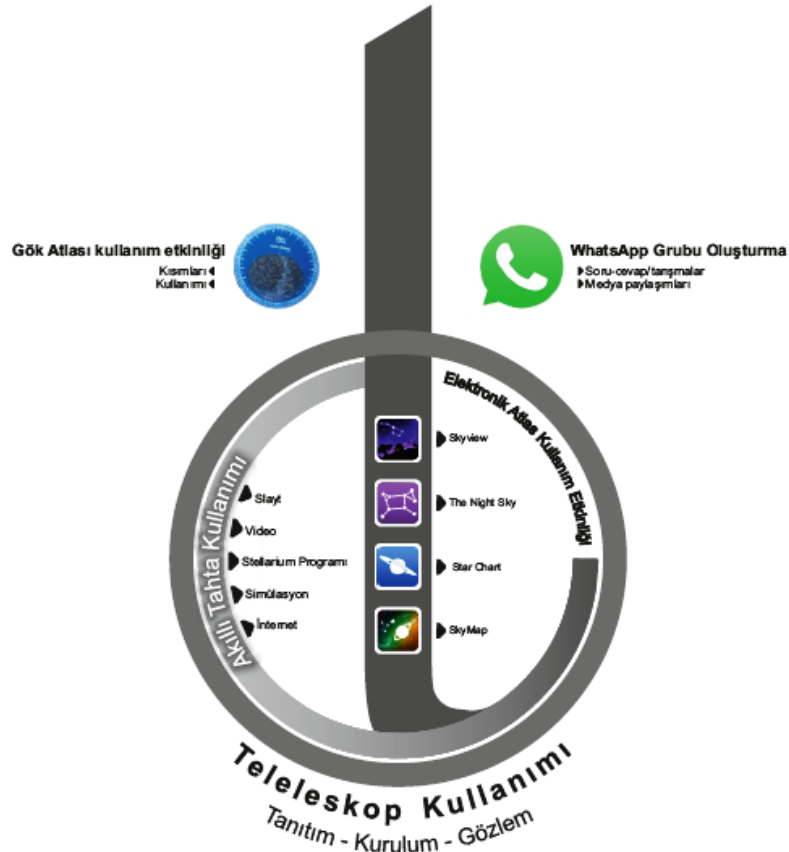 Gök Atlası kullanım etkinliği
Kısımları
Kullanımı
WhatsApp Grubu Oluşturma
Soru-cevap/tarışmalar
Medya paylaşımları
Elektronik Atlas Kullanım Etkinliği
Skyview
The Night Sky
Star Chart
SkyMap
Akıllı Tahta Kullanımı
Slayt
Video
Stellarium Programı
Simülasyon
İnternet
Teleleskop Kullanımı
Tanıtım - Kurulum - Gözlem